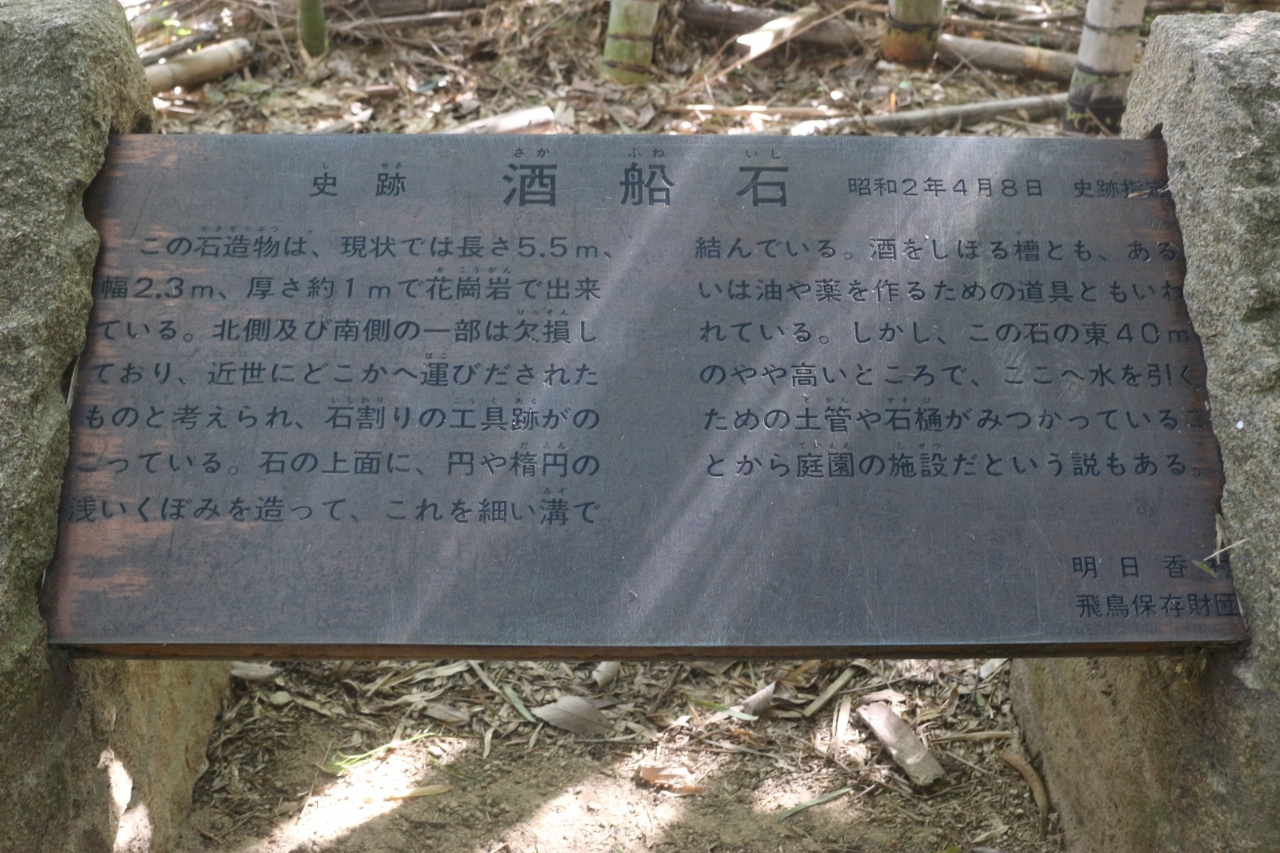 史跡 酒船石 昭和2年4月8日 史跡指定
この石造物は、現状では長さ5.5m、
幅2.3m、厚さ約1mで花崗岩で出来
ている。北側及び南側の一部は欠損し
ており、近世にどこかへ運びだされた
ものと考えられ、石割りの工具跡がの
こっている。石の上面に、円や楕円の
浅いくぼみを造って、これを細い溝で
結んでいる。酒をしぼる槽とも、ある
いは油や薬を作るための道具ともいわ
れている。しかし、この石の東40m
のやや高いところで、ここへ水を引く
ための土管や石樋がみつかっているこ
とから庭園の施設だという説もある。
明日香村
飛鳥保存財団